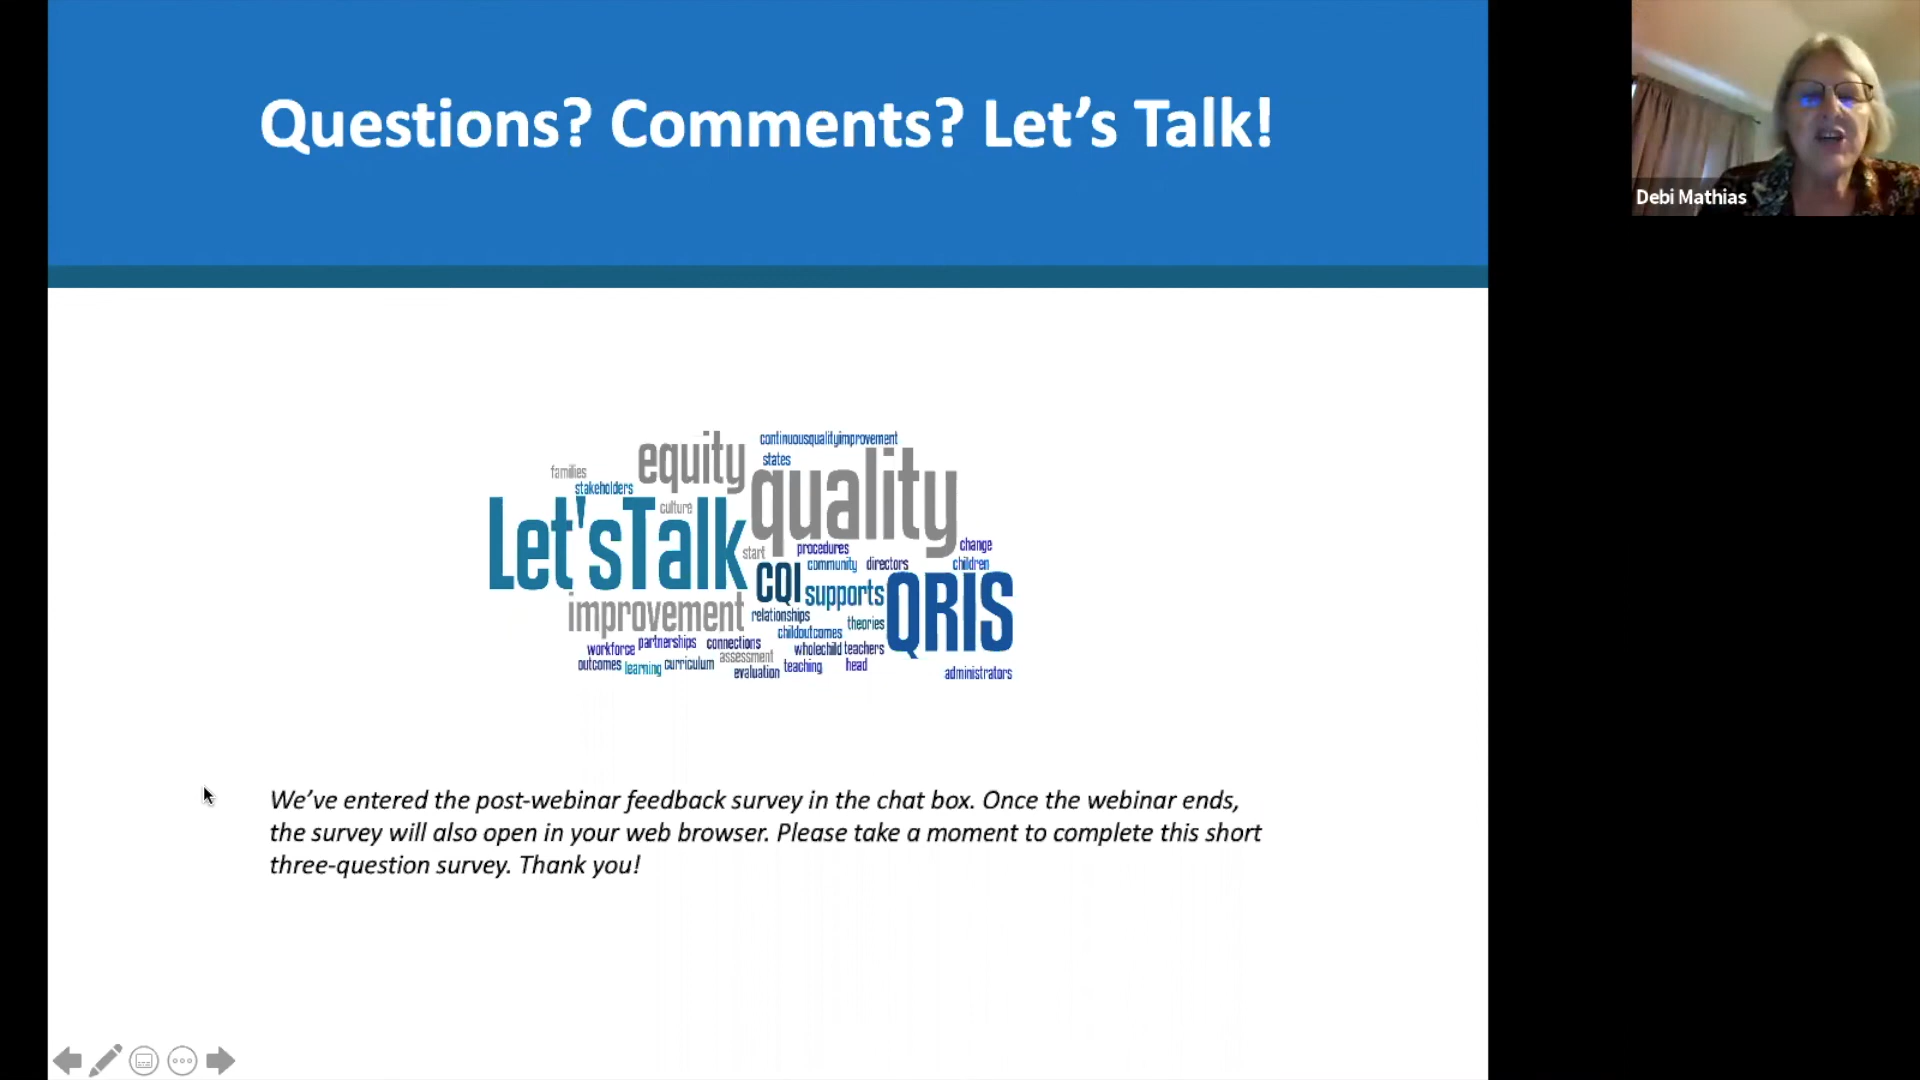 Questions? Comments? Let's Talk!
Debi Mathias
continuousqualityimprovement
equity
states
families
quality
stakeholders
culture
Let'sTalk
start
procedures
change
community
directors
children
CQI
supports
QRIS
improvement
relationships
theories
childoutcomes
workforce
partnerships
connections
wholechild
teachers
assessment
outcomes
learning
curriculum
evaluation
teaching
head
administrators
We've entered the post-webinar feedback survey in the chat box. Once the webinar ends,
the survey will also open in your web browser. Please take a moment to complete this short
three-question survey. Thank you!